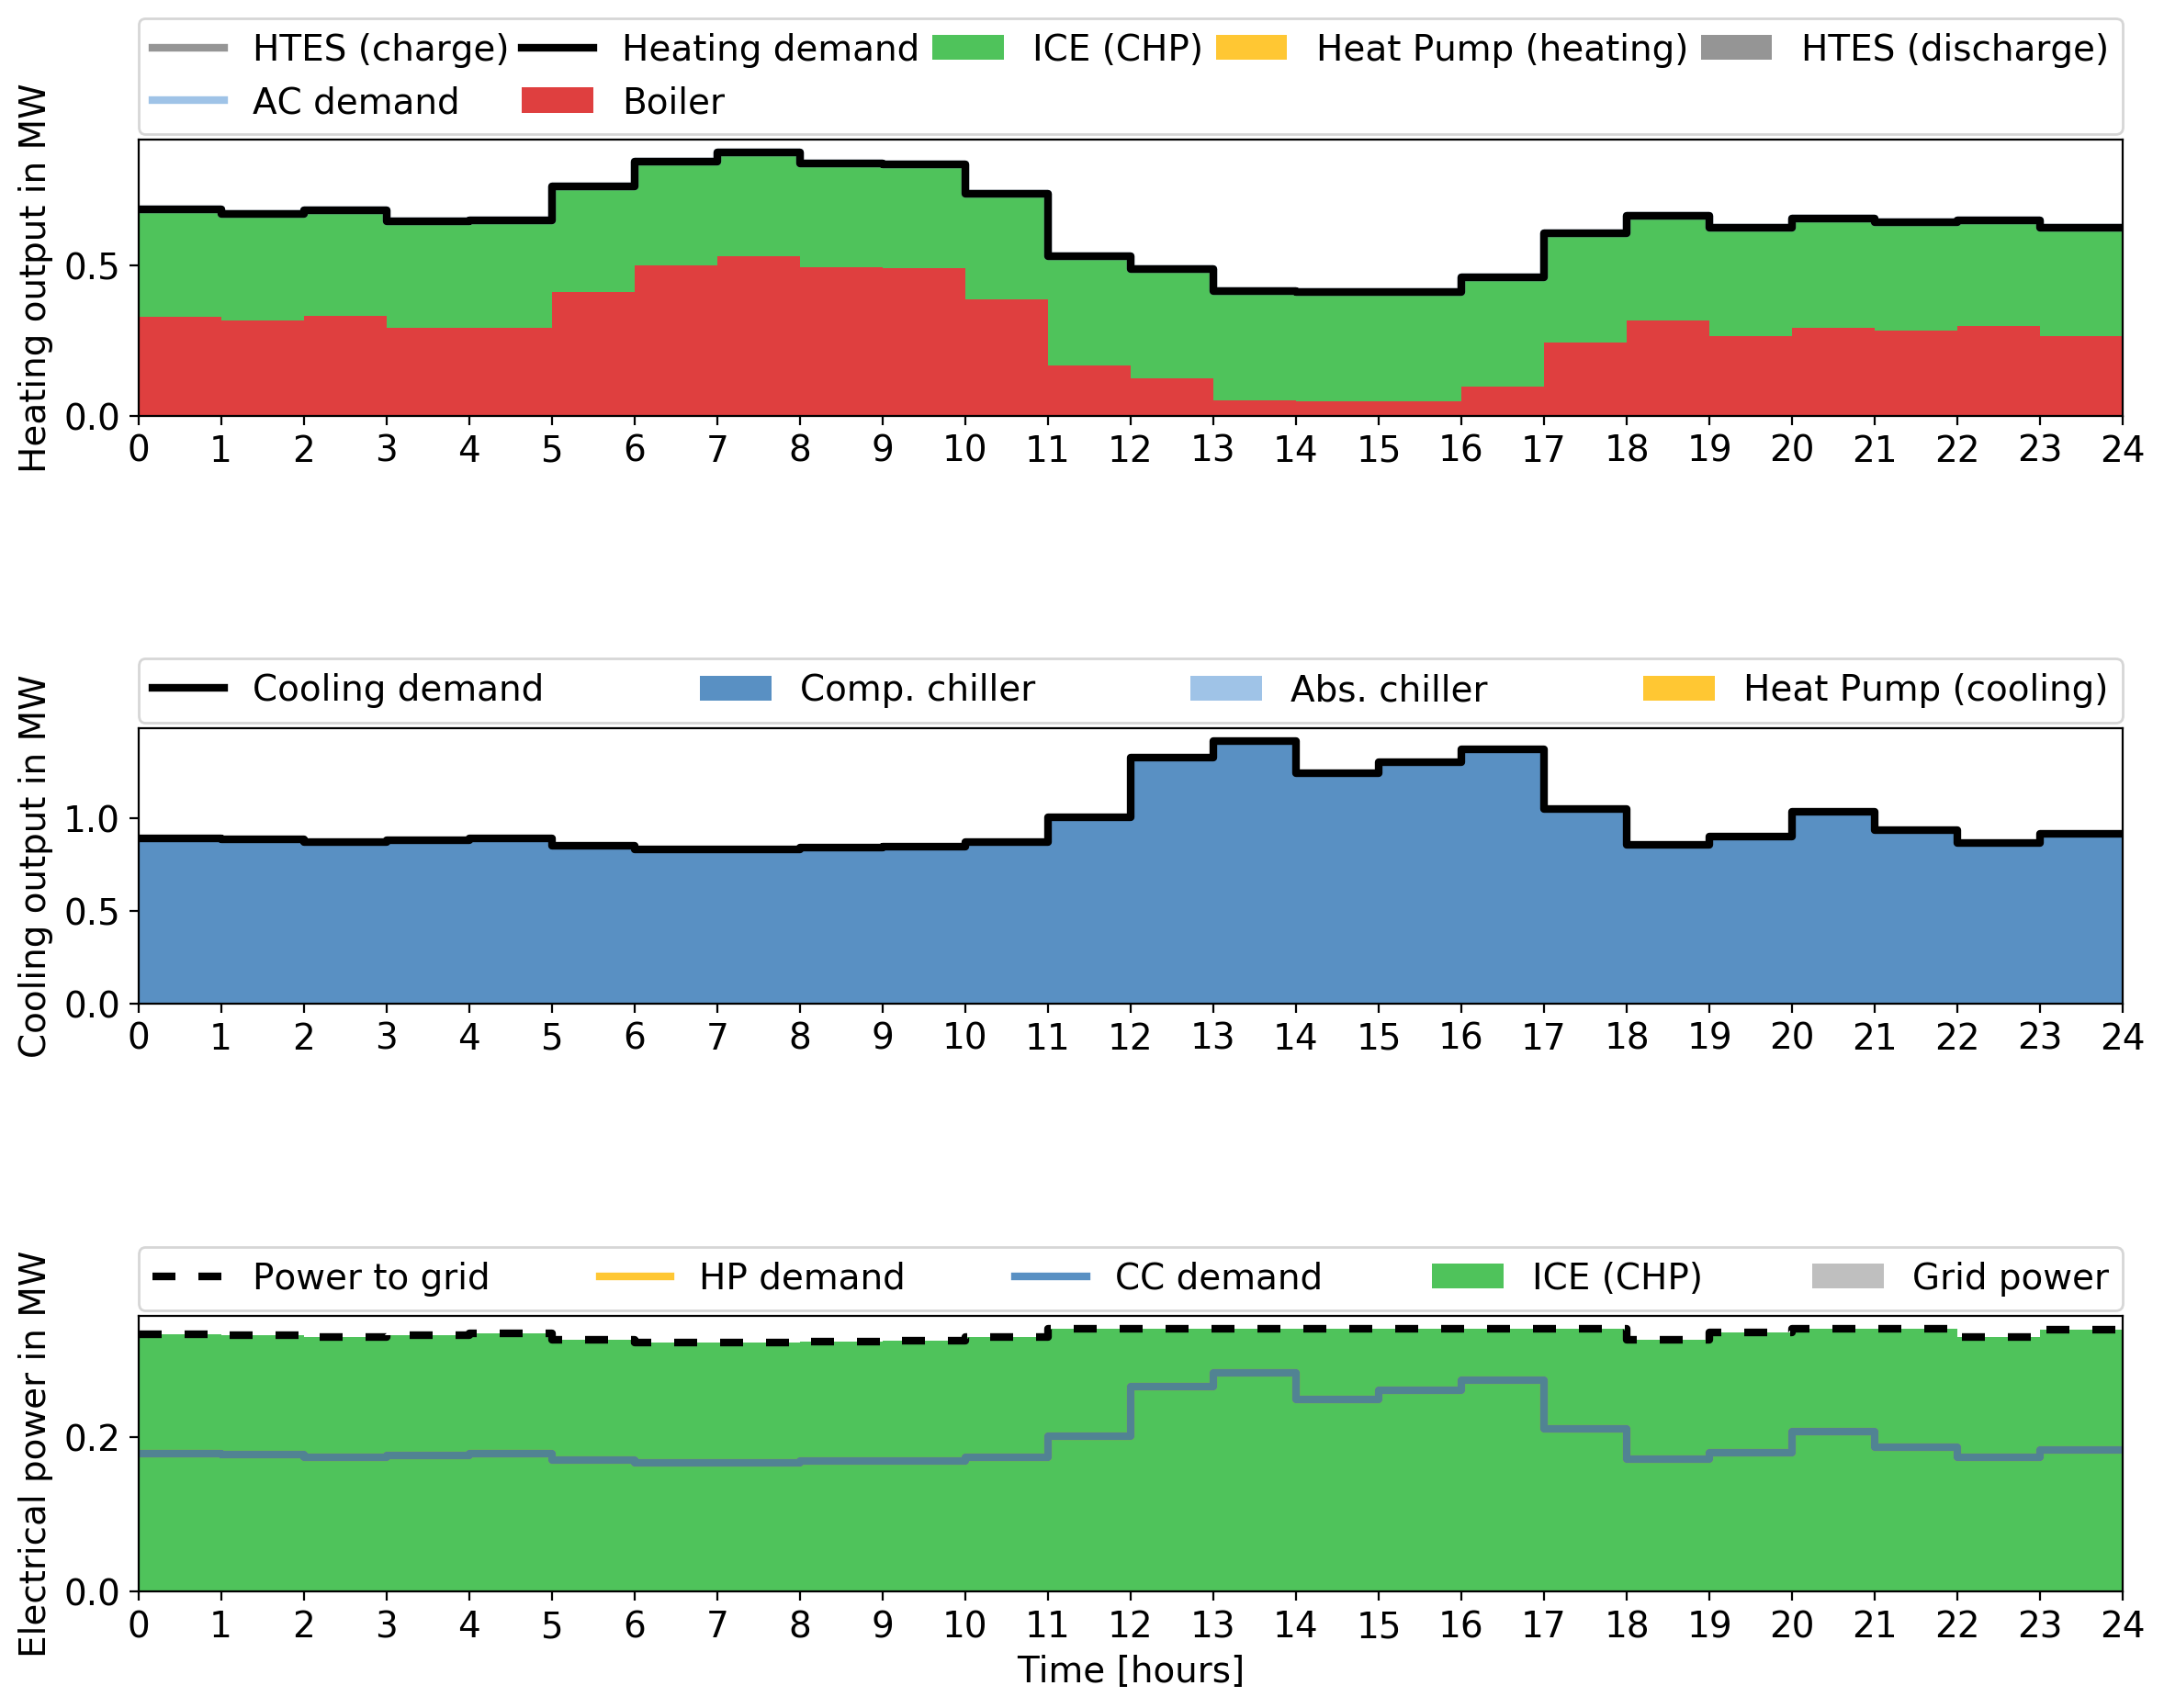 HTES (charge) Heating demand ICE (CHP) Heat Pump (heating) HTES (discharge)
AC demand Boiler
Heating output in MW
0.5
0.0
0 1 2 3 4 5 6 7 8 9 10 11 12 13 14 15 16 17 18 19 20 21 22 23 24
Cooling demand Comp. chiller Abs. chiller Heat Pump (cooling)
Cooling output in MW
1.0
0.5
0.0
0 1 2 3 4 5 6 7 8 9 10 11 12 13 14 15 16 17 18 19 20 21 22 23 24
Power to grid HP demand CC demand ICE (CHP) Grid power
Electrical power in MW
0.2
0.0
0 1 2 3 4 5 6 7 8 9 10 11 12 13 14 15 16 17 18 19 20 21 22 23 24
Time [hours]